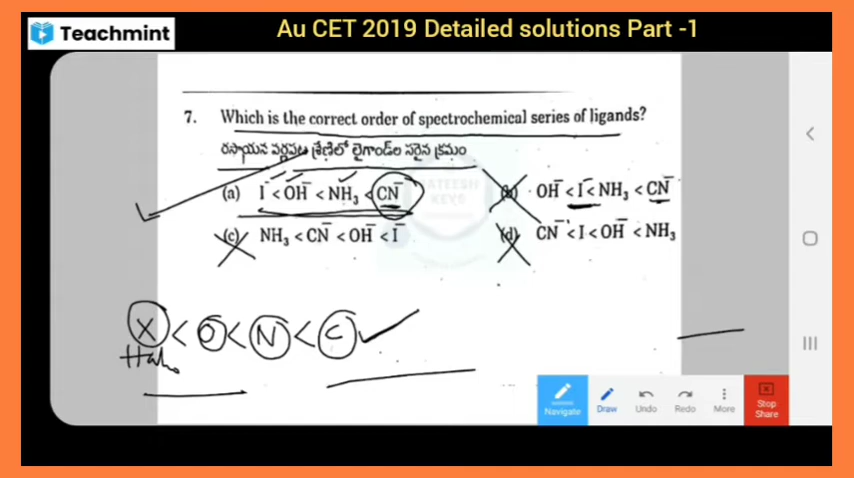 Teachmint
Au CET 2019 Detailed solutions Part -1
7. Which is the correct order of spectrochemical series of ligands?
రసాయన వర్ణపట శ్రేణిలో లైగాండ్‌ల సరైన క్రమం
(a) I⁻ < OH⁻ < NH₃ < CN⁻ (b) OH⁻ < I⁻ < NH₃ < CN⁻
(c) NH₃ < CN⁻ < OH⁻ < I⁻ (d) CN⁻ < I < OH⁻ < NH₃
X < O < N < C
Navigate Draw Undo Redo More Stop Share